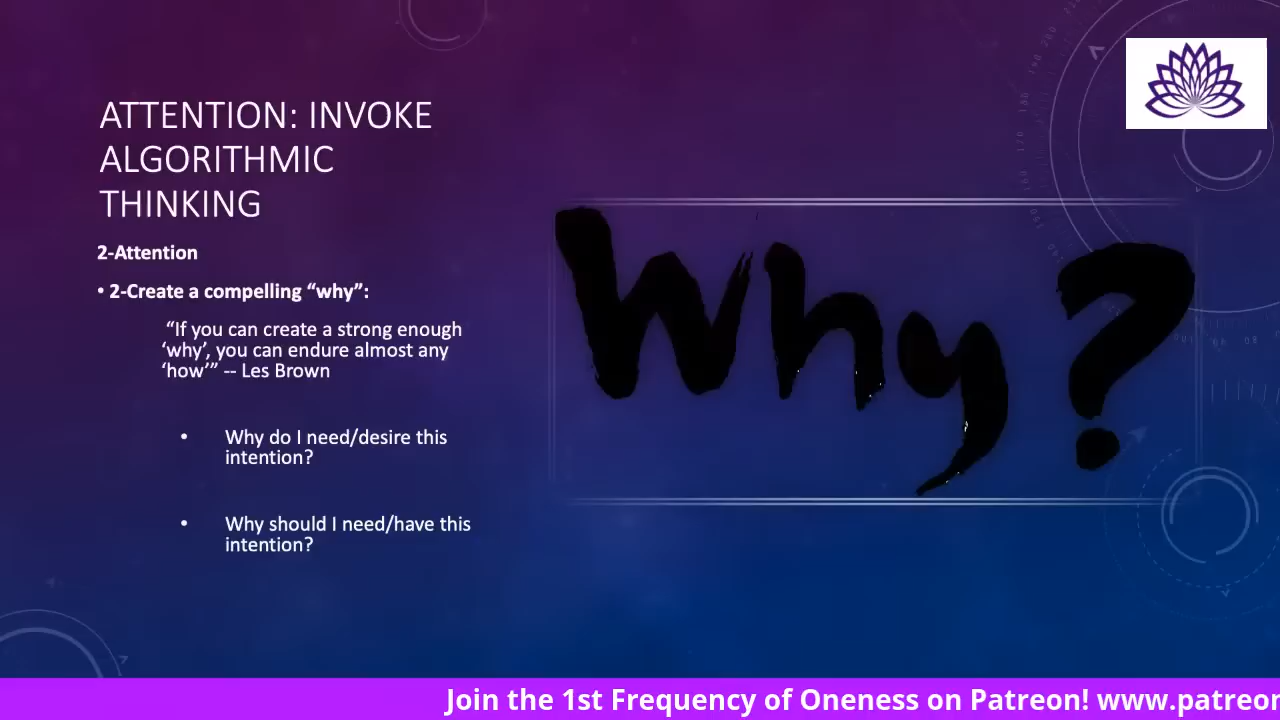 ATTENTION: INVOKE
ALGORITHMIC
THINKING
2-Attention
• 2-Create a compelling “why”:
“If you can create a strong enough
‘why’, you can endure almost any
‘how’” -- Les Brown
• Why do I need/desire this
intention?
• Why should I need/have this
intention?
Why?
Join the 1st Frequency of Oneness on Patreon! www.patreon